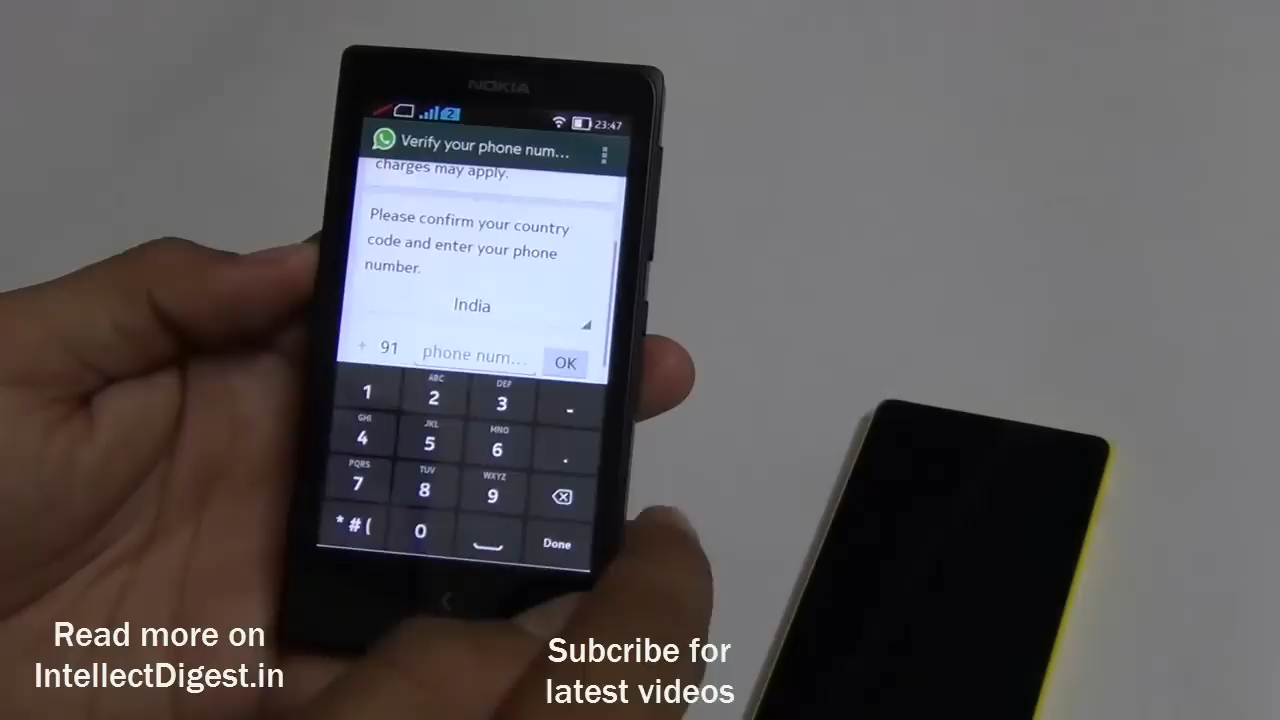 NOKIA
2 23:47
Verify your phone num...
charges may apply.
Please confirm your country
code and enter your phone
number.
India
+ 91 phone num... OK
1 ABC 2 DEF 3 -
GHI 4 JKL 5 MNO 6 .
PQRS 7 TUV 8 WXYZ 9
* # ( 0 Done
Read more on
IntellectDigest.in
Subcribe for
latest videos